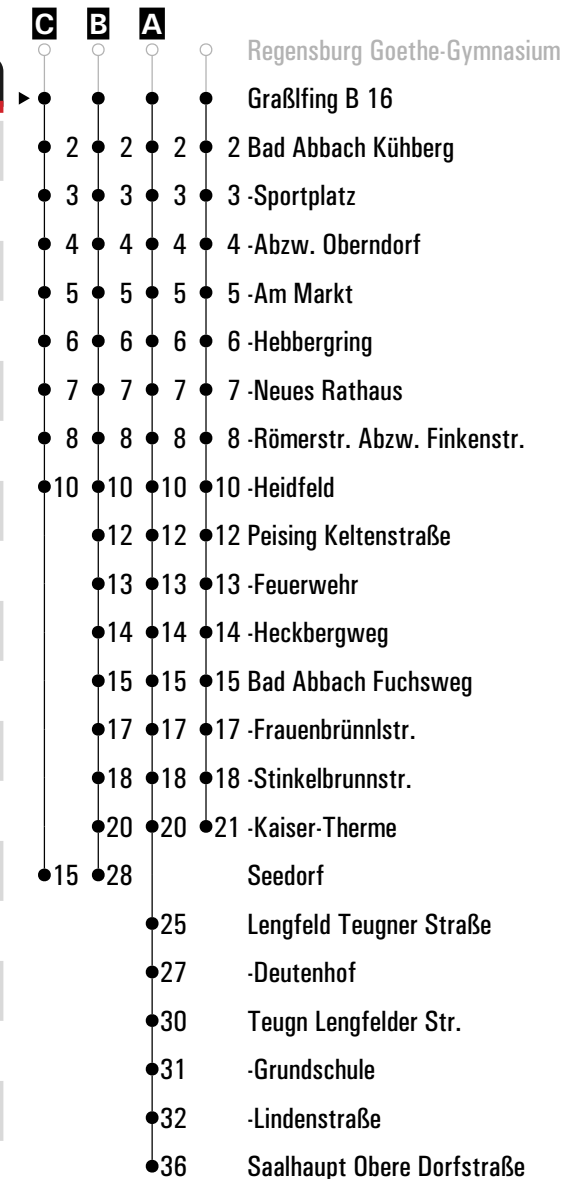 C B A
Regensburg Goethe-Gymnasium
Graßlfing B 16
2 2 2 2 Bad Abbach Kühberg
3 3 3 3 -Sportplatz
4 4 4 4 -Abzw. Oberndorf
5 5 5 5 -Am Markt
6 6 6 6 -Hebbergring
7 7 7 7 -Neues Rathaus
8 8 8 8 -Römerstr. Abzw. Finkenstr.
10 10 10 10 -Heidfeld
12 12 12 Peising Keltenstraße
13 13 13 -Feuerwehr
14 14 14 -Heckbergweg
15 15 15 Bad Abbach Fuchsweg
17 17 17 -Frauenbrünnlstr.
18 18 18 -Stinkelbrunnstr.
20 20 21 -Kaiser-Therme
15 28 Seedorf
25 Lengfeld Teugner Straße
27 -Deutenhof
30 Teugn Lengfelder Str.
31 -Grundschule
32 -Lindenstraße
36 Saalhaupt Obere Dorfstraße